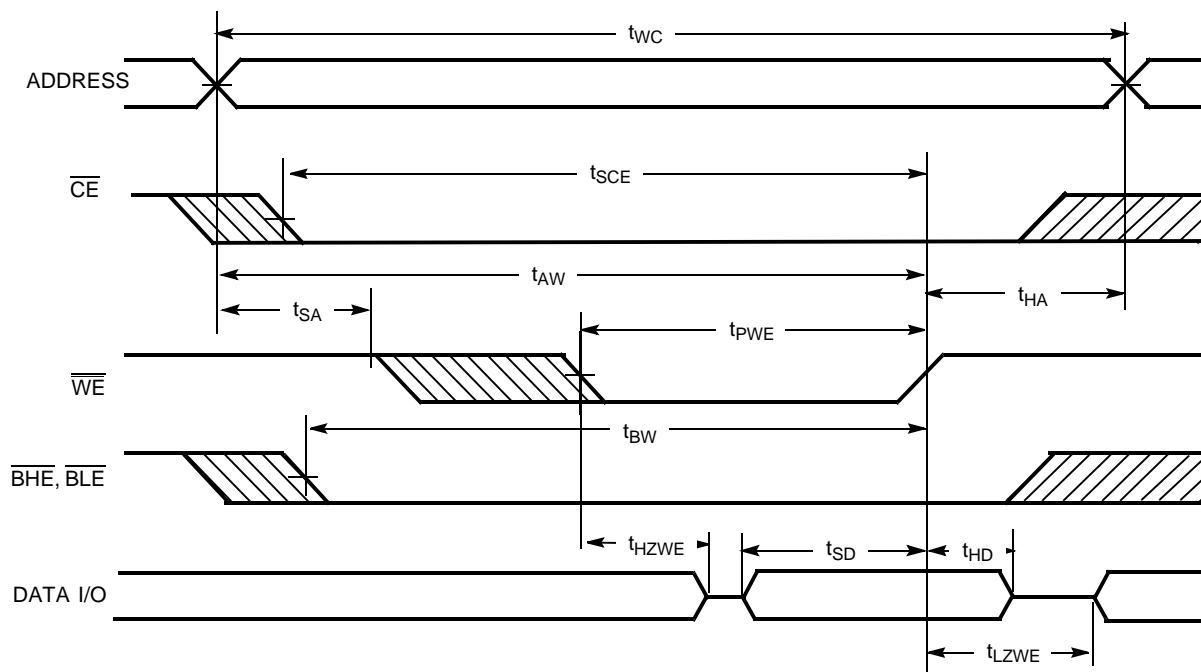 tWC
ADDRESS
tSCE
CE
tAW
tSA
tHA
tPWE
WE
tBW
BHE, BLE
tHZWE
tSD
tHD
DATA I/O
tLZWE